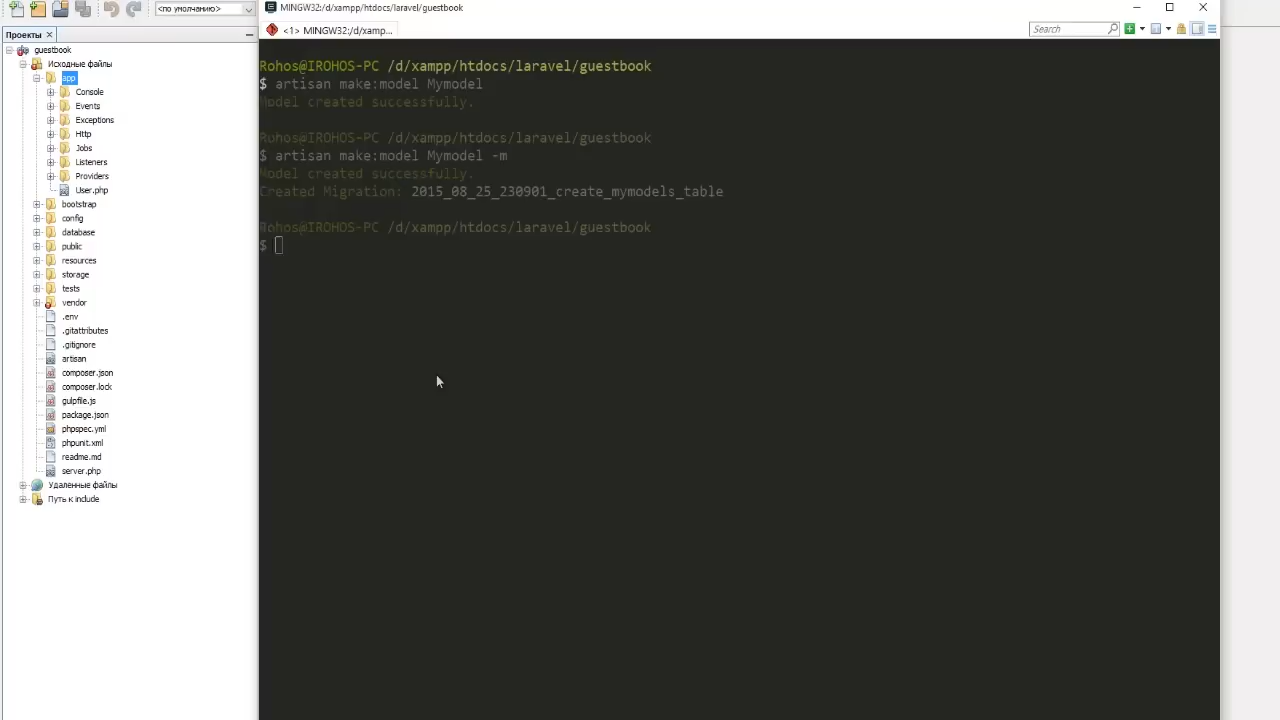 <по умолчанию>
MINGW32:/d/xampp/htdocs/laravel/guestbook
Проекты
<1> MINGW32:/d/xamp...
Search
guestbook
Исходные файлы
app
Console
Events
Exceptions
Http
Jobs
Listeners
Providers
User.php
bootstrap
config
database
public
resources
storage
tests
vendor
.env
.gitattributes
.gitignore
artisan
composer.json
composer.lock
gulpfile.js
package.json
phpspec.yml
phpunit.xml
readme.md
server.php
Удаленные файлы
Путь к include
Rohos@IROHOS-PC /d/xampp/htdocs/laravel/guestbook
$ artisan make:model Mymodel
Model created successfully.
Rohos@IROHOS-PC /d/xampp/htdocs/laravel/guestbook
$ artisan make:model Mymodel -m
Model created successfully.
Created Migration: 2015_08_25_230901_create_mymodels_table
Rohos@IROHOS-PC /d/xampp/htdocs/laravel/guestbook
$